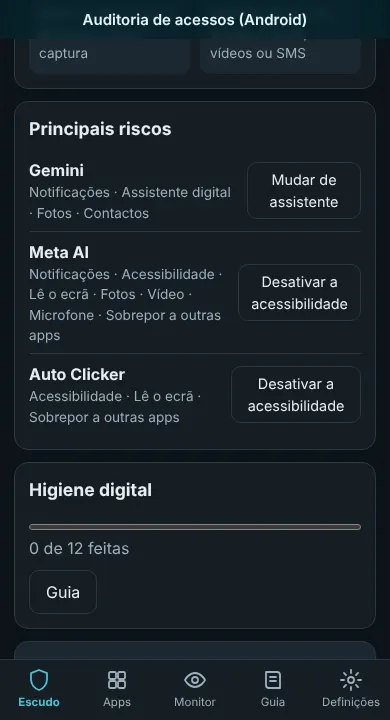 Auditoria de acessos (Android)
captura
vídeos ou SMS
Principais riscos
Gemini
Notificações · Assistente digital
· Fotos · Contactos
Mudar de
assistente
Meta AI
Notificações · Acessibilidade ·
Lê o ecrã · Fotos · Vídeo ·
Microfone · Sobrepor a outras
apps
Desativar a
acessibilidade
Auto Clicker
Acessibilidade · Lê o ecrã ·
Sobrepor a outras apps
Desativar a
acessibilidade
Higiene digital
0 de 12 feitas
Guia
Escudo
Apps
Monitor
Guia
Definições